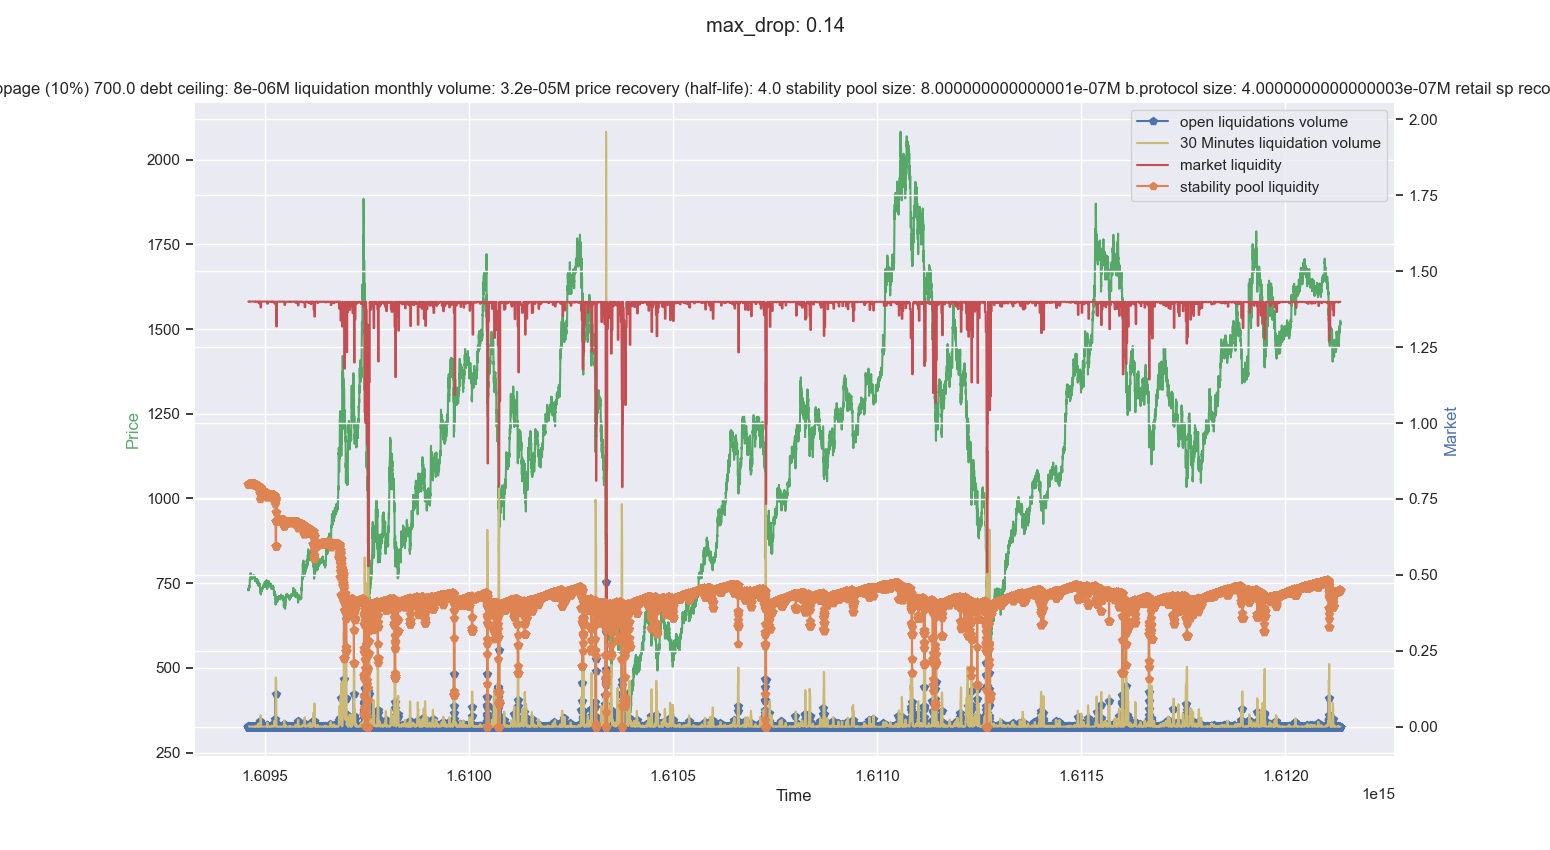 max_drop: 0.14
(10%) 700.0 debt ceiling: 8e-06M liquidation monthly volume: 3.2e-05M price recovery (half-life): 4.0 stability pool size: 8.000000000000001e-07M b.protocol size: 4.0000000000000003e-07M retail sp
open liquidations volume
30 Minutes liquidation volume
market liquidity
stability pool liquidity
2000
1750
1500
1250
1000
750
500
250
Price
2.00
1.75
1.50
1.25
1.00
0.75
0.50
0.25
0.00
Market
1.6095 1.6100 1.6105 1.6110 1.6115 1.6120
Time
1e15